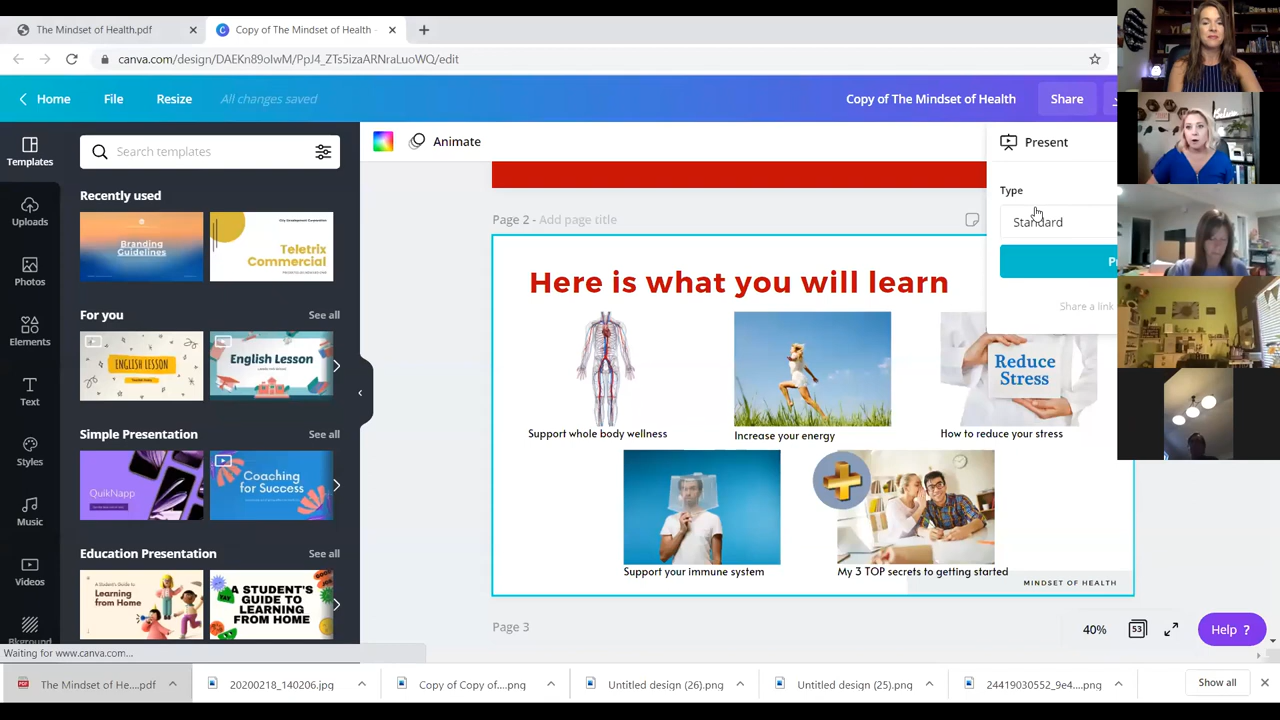 The Mindset of Health.pdf
Copy of The Mindset of Health -
canva.com/design/DAEKn89olwM/PpJ4_ZTs5izaARNraLuoWQ/edit
Home
File
Resize
All changes saved
Copy of The Mindset of Health
Share
Templates
Uploads
Photos
Elements
Text
Styles
Music
Videos
Bkground
Search templates
Recently used
Branding
Guidelines
Teletrix
Commercial
For you
See all
ENGLISH LESSON
English Lesson
Simple Presentation
See all
QuikNapp
Coaching
for Success
Education Presentation
See all
A Student's Guide to
Learning
from Home
A STUDENT'S
GUIDE TO
LEARNING
FROM HOME
Animate
Present
Type
Standard
Share a link
Page 2 - Add page title
Here is what you will learn
Reduce
Stress
Support whole body wellness
Increase your energy
How to reduce your stress
Support your immune system
My 3 TOP secrets to getting started
MINDSET OF HEALTH
Page 3
40%
53
Help ?
Waiting for www.canva.com...
The Mindset of He....pdf
20200218_140206.jpg
Copy of Copy of....png
Untitled design (26).png
Untitled design (25).png
24419030552_9e4....png
Show all